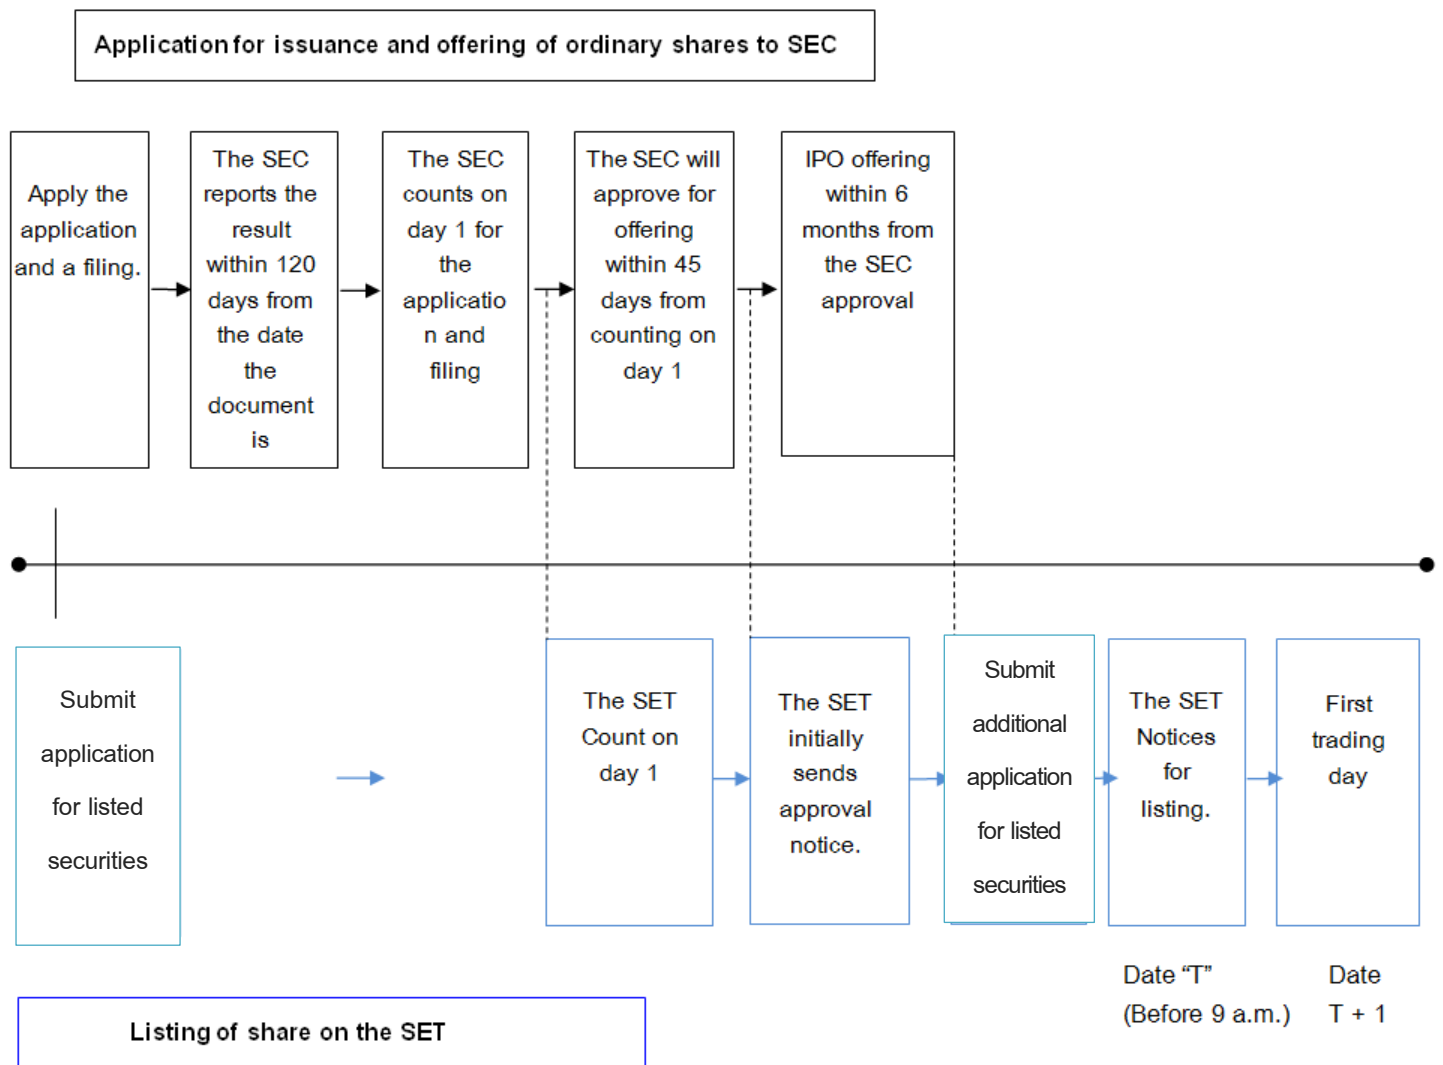 Application for issuance and offering of ordinary shares to SEC
Apply the
application
and a filing.
The SEC
reports the
result
within 120
days from
the date
the
document
is
The SEC
counts on
day 1 for
the
applicatio
n and
filing
The SEC will
approve for
offering
within 45
days from
counting on
day 1
IPO offering
within 6
months from
the SEC
approval
Submit
application
for listed
securities
The SET
Count on
day 1
The SET
initially
sends
approval
notice.
Submit
additional
application
for listed
securities
The SET
Notices
for
listing.
First
trading
day
Date “T”
(Before 9 a.m.)
Date
T + 1
Listing of share on the SET